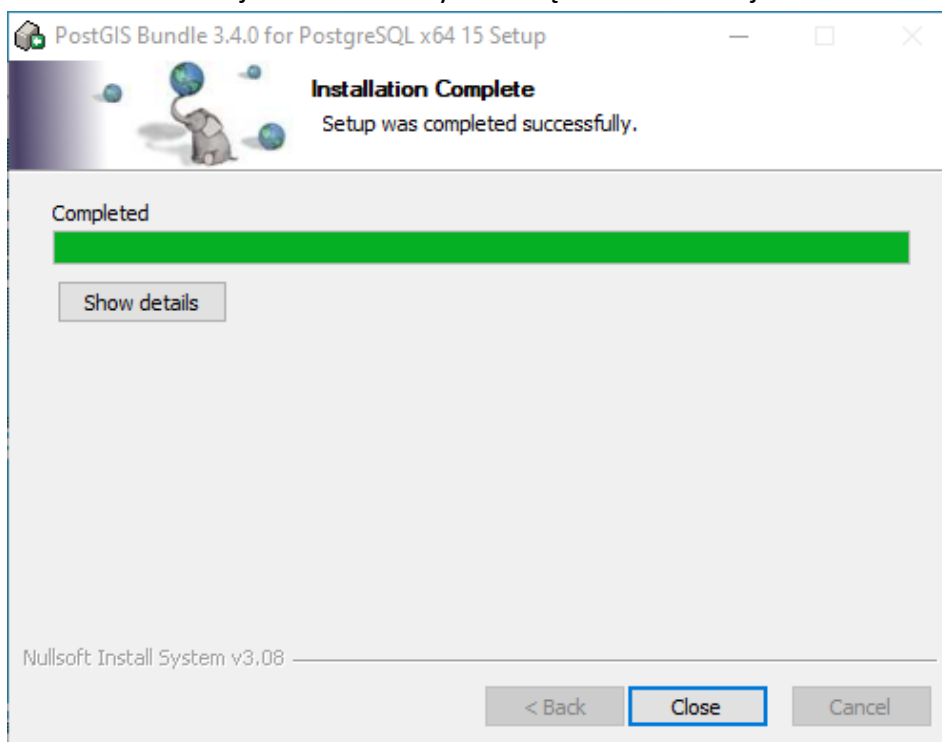 PostGIS Bundle 3.4.0 for PostgreSQL x64 15 Setup
Installation Complete
Setup was completed successfully.
Completed
Show details
Nullsoft Install System v3.08
< Back
Close
Cancel